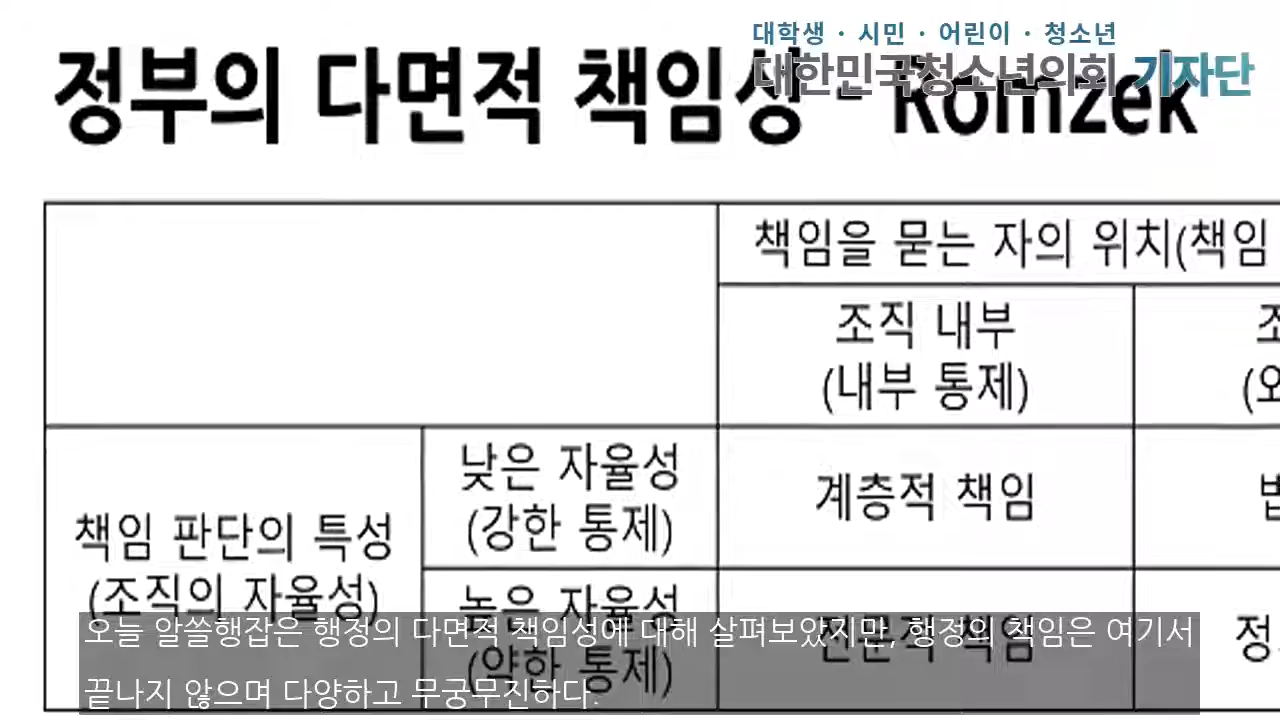 대학생 · 시민 · 어린이 · 청소년
대한민국청소년의회 기자단
정부의 다면적 책임성 - Romzek
책임을 묻는 자의 위치(책임
조직 내부
(내부 통제)
낮은 자율성
(강한 통제)
계층적 책임
책임 판단의 특성
(조직의 자율성)
높은 자율성
(약한 통제)
전문적 책임
오늘 알쓸행잡은 행정의 다면적 책임성에 대해 살펴보았지만, 행정의 책임은 여기서
끝나지 않으며 다양하고 무궁무진하다.